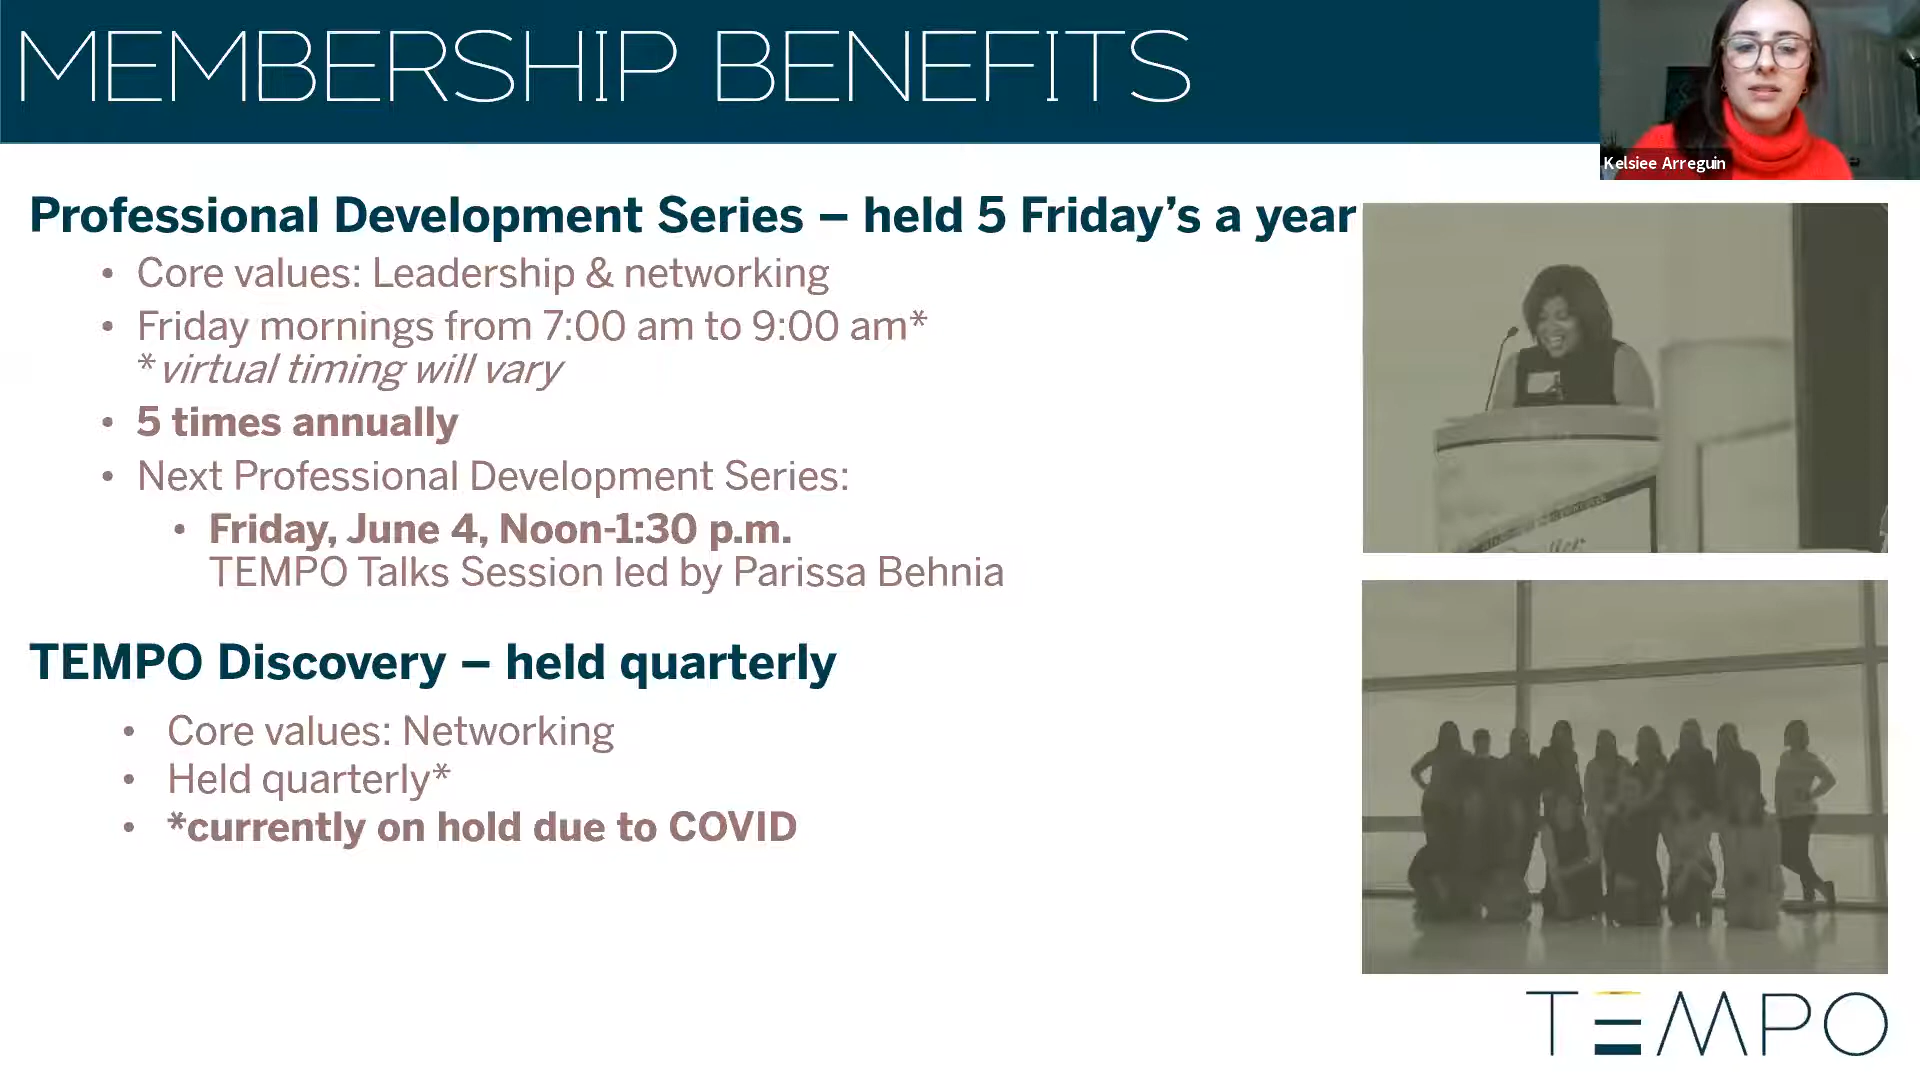 MEMBERSHIP BENEFITS
Kelsiee Arreguin
Professional Development Series – held 5 Friday’s a year
• Core values: Leadership & networking
• Friday mornings from 7:00 am to 9:00 am*
*virtual timing will vary
• 5 times annually
• Next Professional Development Series:
• Friday, June 4, Noon-1:30 p.m.
TEMPO Talks Session led by Parissa Behnia
TEMPO Discovery – held quarterly
• Core values: Networking
• Held quarterly*
• *currently on hold due to COVID
TEMPO